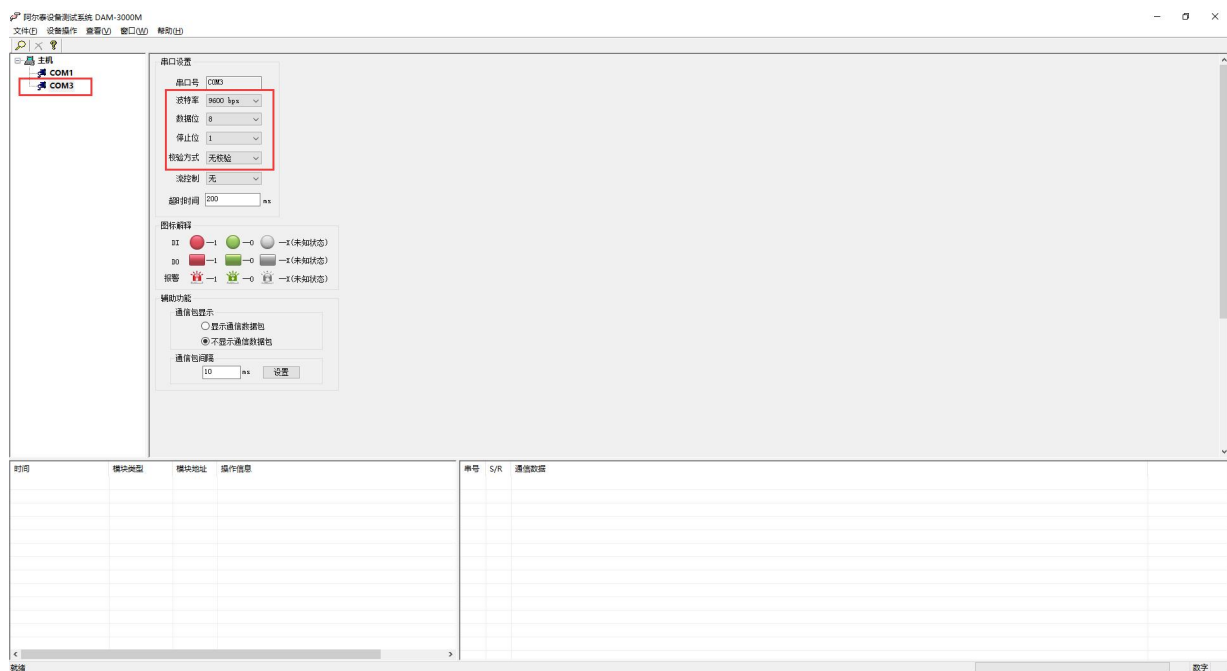 阿尔泰设备测试系统 DAM-3000M
文件(F) 设备操作 查看(V) 窗口(W) 帮助(H)
主机
COM1
COM3
串口设置
串口号 COM3
波特率 9600 bps
数据位 8
停止位 1
校验方式 无校验
流控制 无
超时时间 200 ms
图标解释
DI —1 —0 —X(未知状态)
DO —1 —0 —X(未知状态)
报警 —1 —0 —X(未知状态)
辅助功能
通信包显示
显示通信数据包
不显示通信数据包
通信包间隔
10 ms 设置
时间 模块类型 模块地址 操作信息 串号 S/R 通信数据
就绪 数字